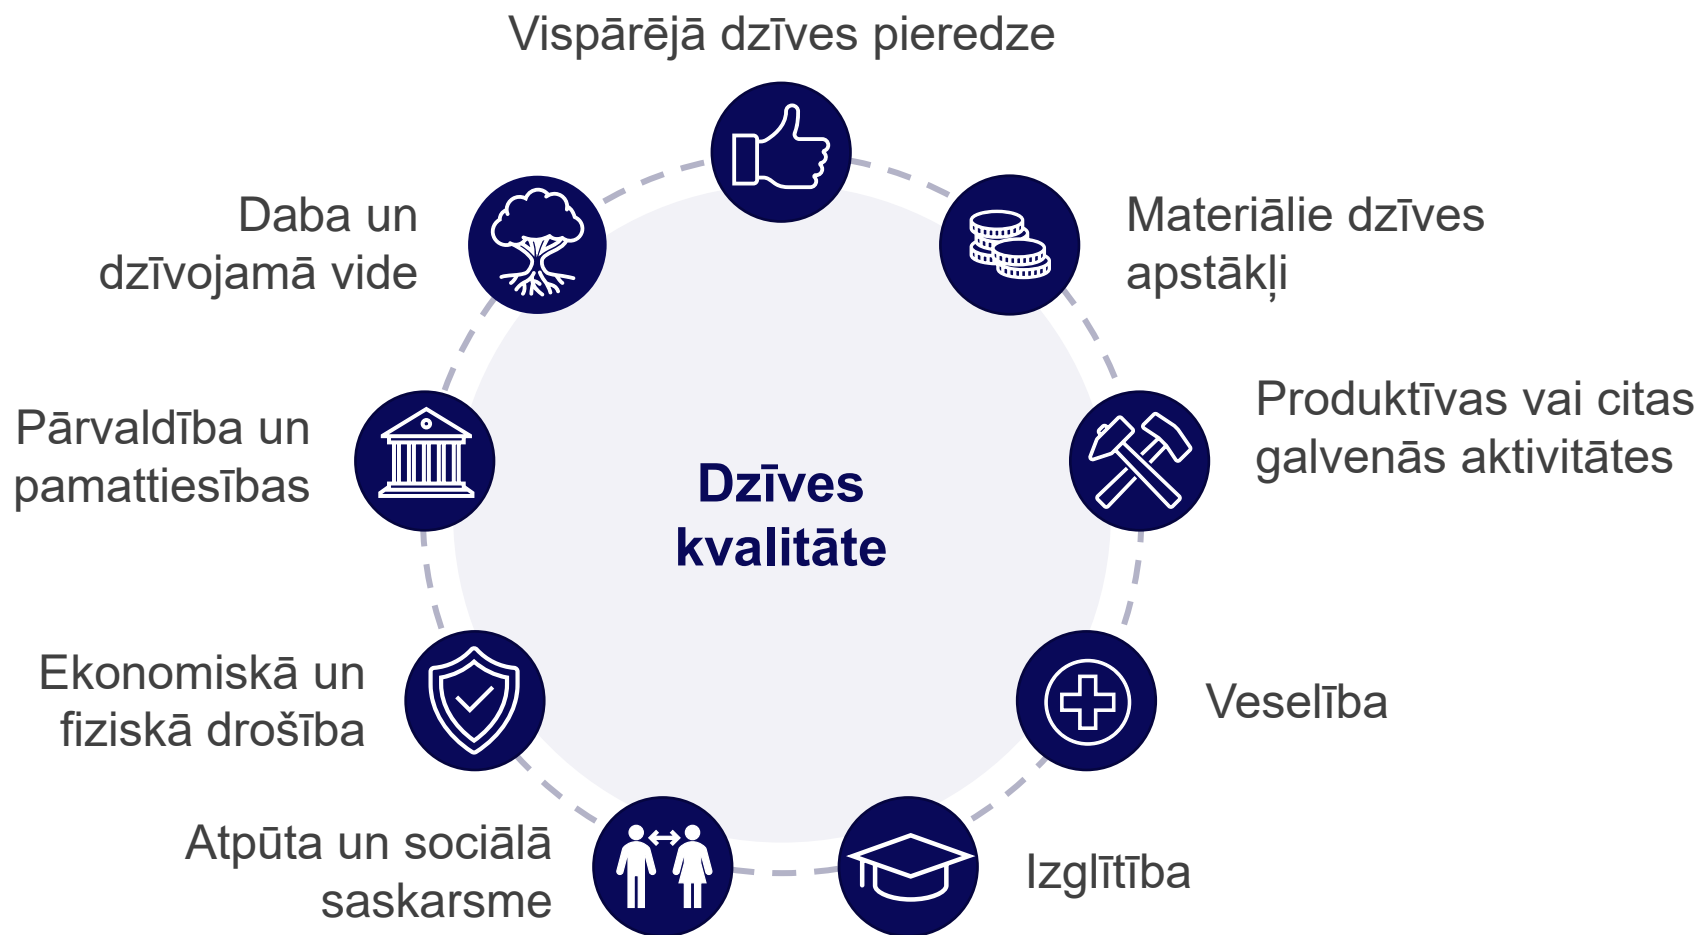 Vispārējā dzīves pieredze
Materiālie dzīves
apstākļi
Produktīvas vai citas
galvenās aktivitātes
Veselība
Izglītība
Atpūta un sociālā
saskarsme
Ekonomiskā un
fiziskā drošība
Pārvaldība un
pamattiesības
Daba un
dzīvojamā vide
Dzīves
kvalitāte